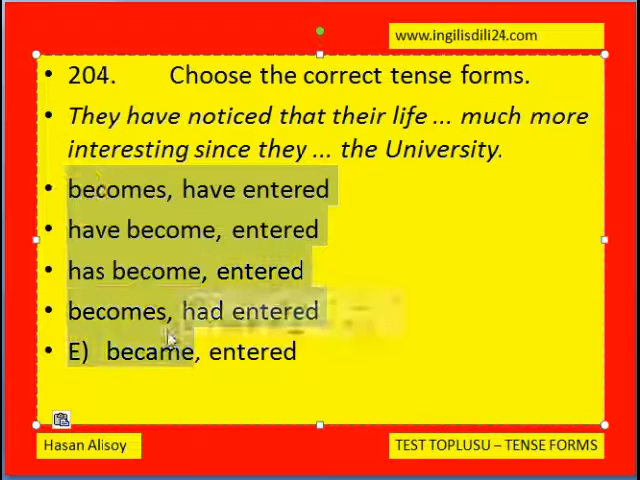 www.ingilisdili24.com
• 204. Choose the correct tense forms.
• They have noticed that their life ... much more
interesting since they ... the University.
• becomes, have entered
• have become, entered
• has become, entered
• becomes, had entered
• E) became, entered
Hasan Alisoy
TEST TOPLUSU – TENSE FORMS